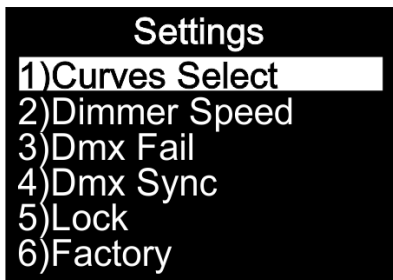 Settings
1)Curves Select
2)Dimmer Speed
3)Dmx Fail
4)Dmx Sync
5)Lock
6)Factory